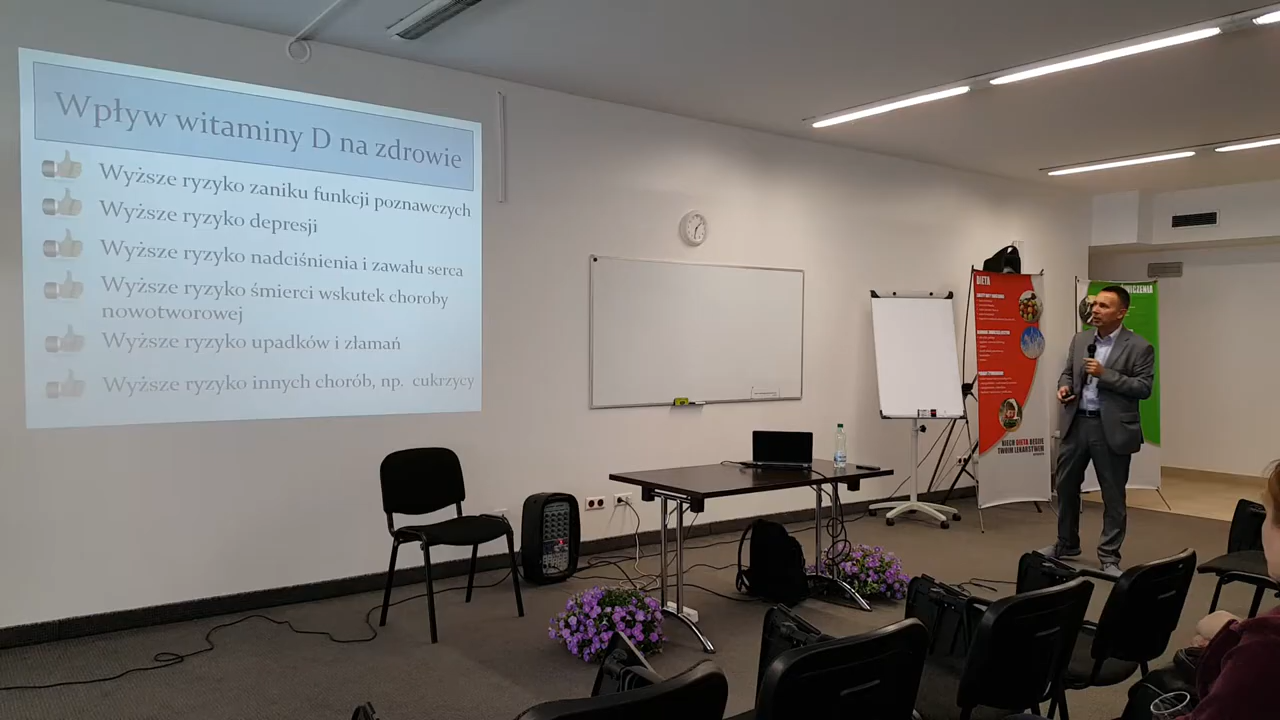 Wpływ witaminy D na zdrowie
Wyższe ryzyko zaniku funkcji poznawczych
Wyższe ryzyko depresji
Wyższe ryzyko nadciśnienia i zawału serca
Wyższe ryzyko śmierci wskutek choroby
nowotworowej
Wyższe ryzyko upadków i złamań
Wyższe ryzyko innych chorób, np. cukrzycy
DIETA
NIECH DIETA BĘDZIE
TWOIM LEKARSTWEM